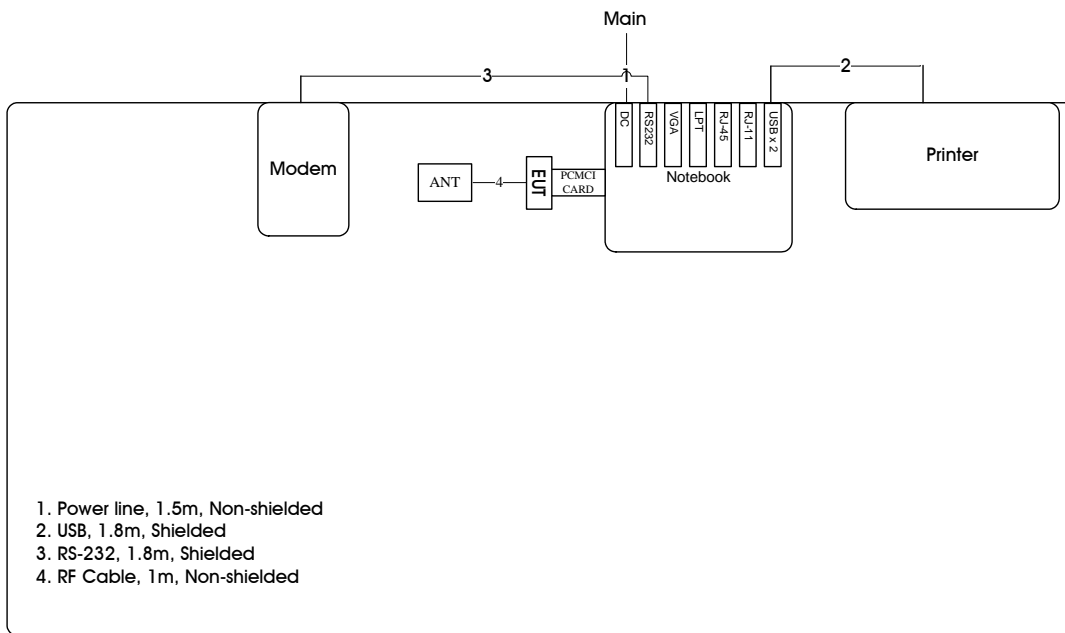 Main
3
1
2
DC
RS232
VGA
LPT
RJ-45
RJ-11
USB x 2
Modem
Printer
Notebook
ANT
4
EUT
PCMCI
CARD
1. Power line, 1.5m, Non-shielded
2. USB, 1.8m, Shielded
3. RS-232, 1.8m, Shielded
4. RF Cable, 1m, Non-shielded